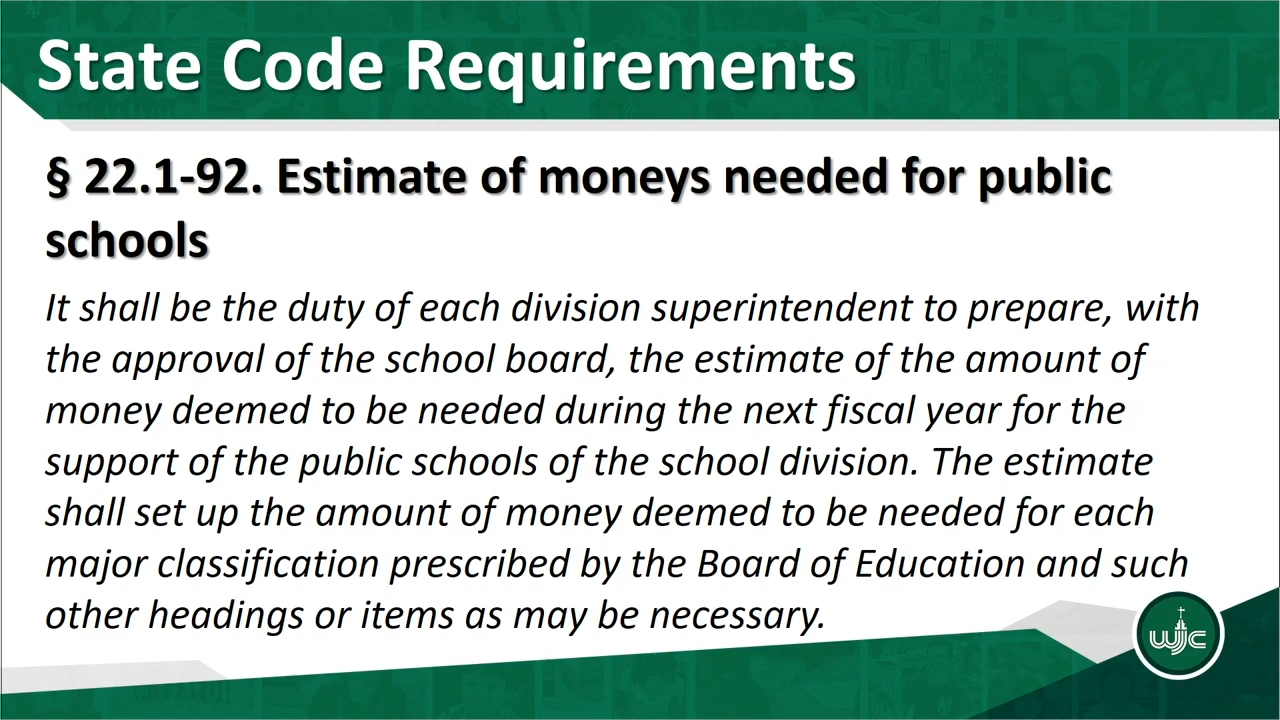 State Code Requirements
§ 22.1-92. Estimate of moneys needed for public
schools
It shall be the duty of each division superintendent to prepare, with
the approval of the school board, the estimate of the amount of
money deemed to be needed during the next fiscal year for the
support of the public schools of the school division. The estimate
shall set up the amount of money deemed to be needed for each
major classification prescribed by the Board of Education and such
other headings or items as may be necessary.
WJC